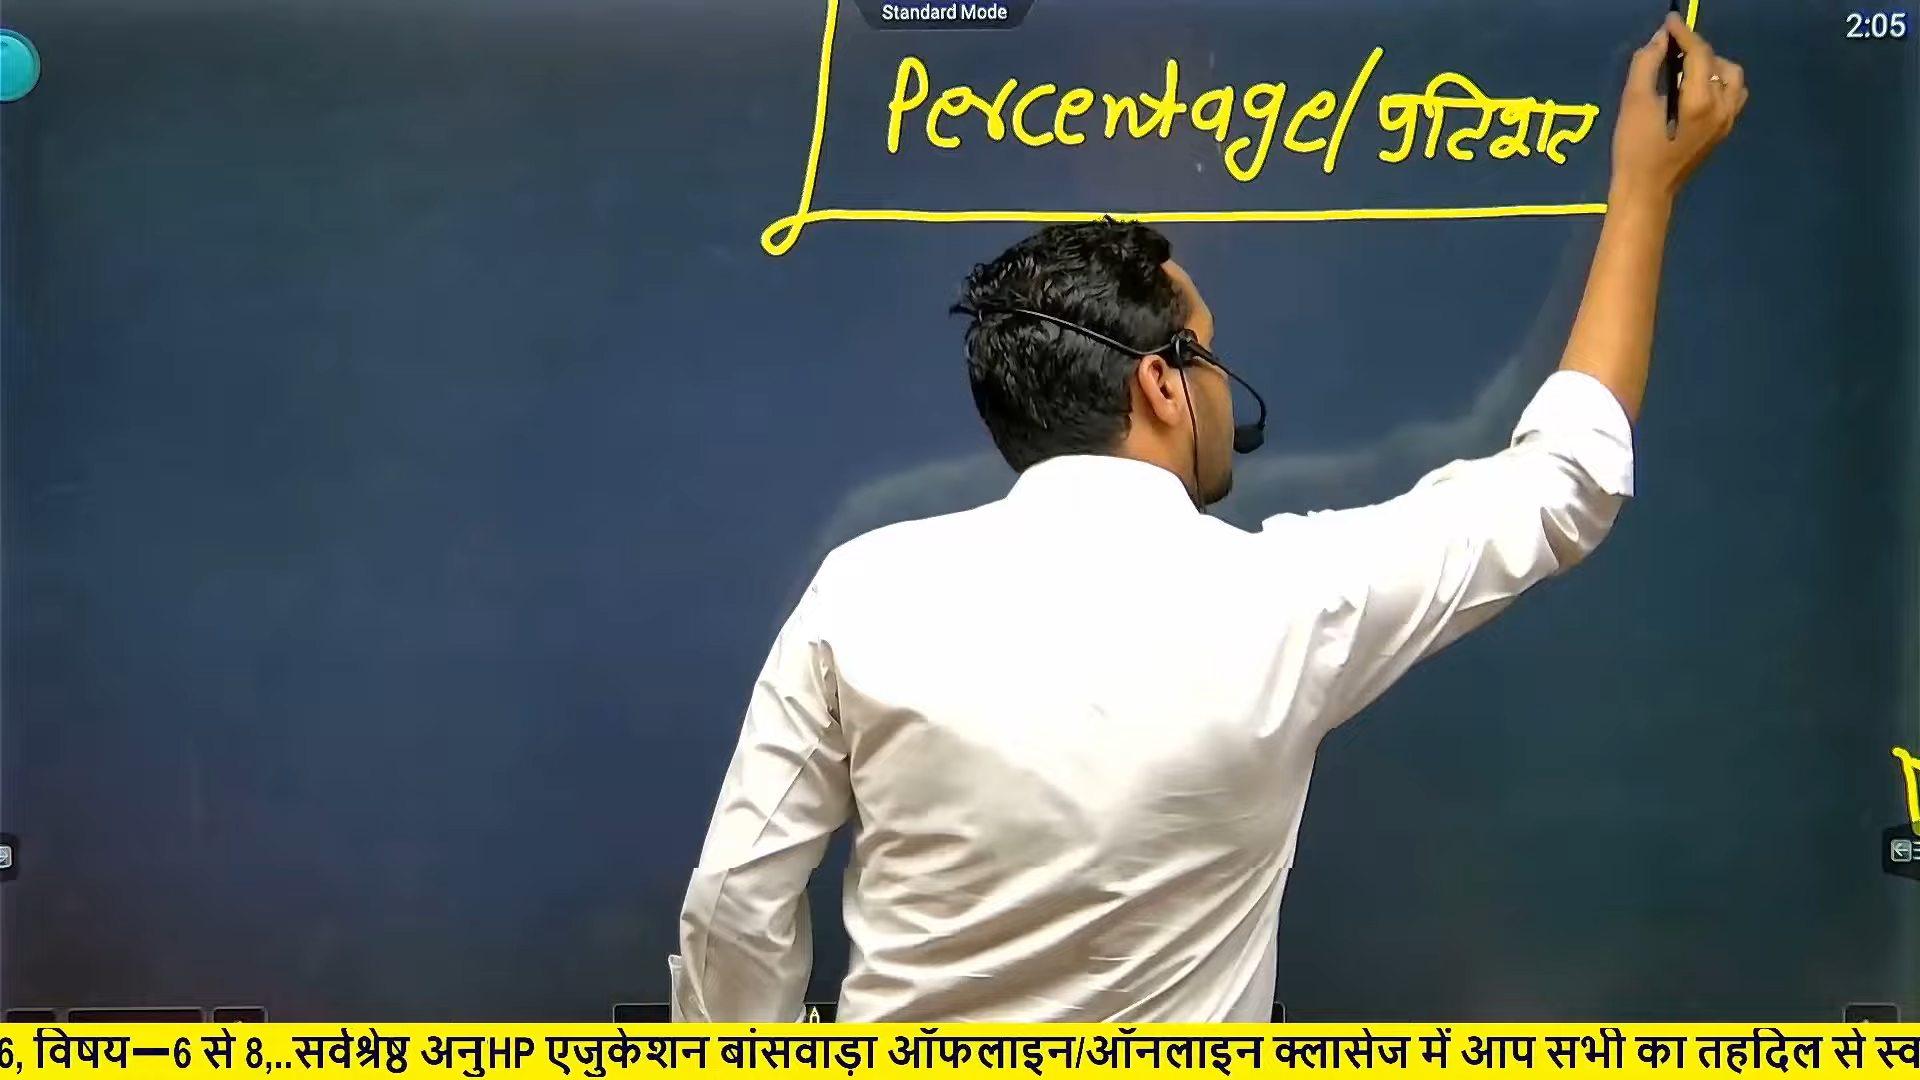 Standard Mode
2:05
Percentage/प्रतिशत
6, विषय—6 से 8,..सर्वश्रेष्ठ अनुHP एजुकेशन बांसवाड़ा ऑफलाइन/ऑनलाइन क्लासेज में आप सभी का तहदिल से स्व